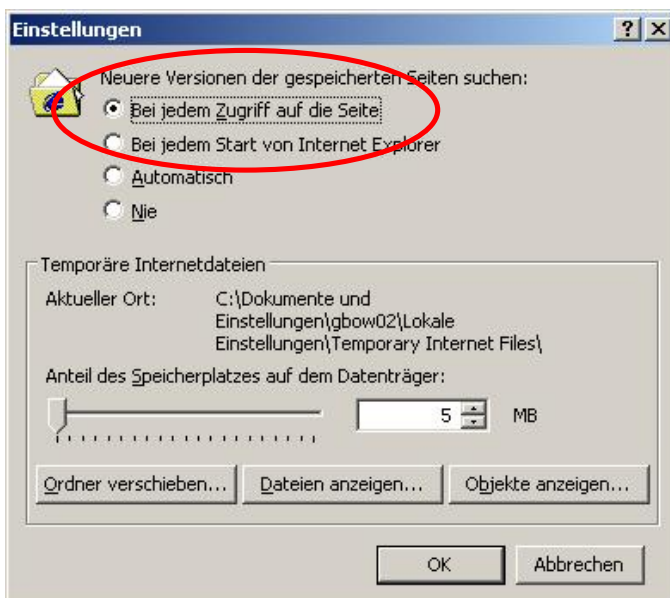 Einstellungen
Neuere Versionen der gespeicherten Seiten suchen:
Bei jedem Zugriff auf die Seite
Bei jedem Start von Internet Explorer
Automatisch
Nie
Temporäre Internetdateien
Aktueller Ort: C:\Dokumente und
Einstellungen\gbow02\Lokale
Einstellungen\Temporary Internet Files\
Anteil des Speicherplatzes auf dem Datenträger:
5 MB
Ordner verschieben... Dateien anzeigen... Objekte anzeigen...
OK Abbrechen